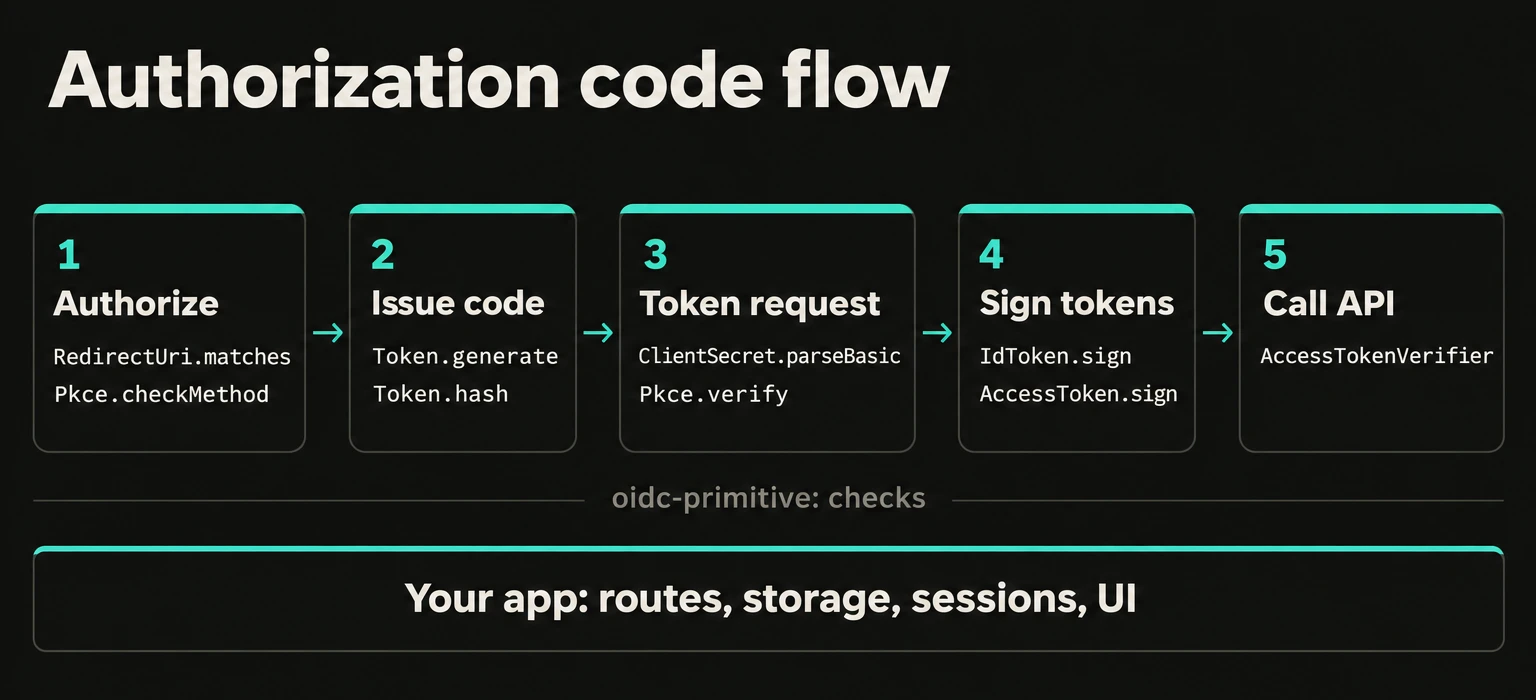 Authorization code flow
1
Authorize
RedirectUri.matches
Pkce.checkMethod
→
2
Issue code
Token.generate
Token.hash
→
3
Token request
ClientSecret.parseBasic
Pkce.verify
→
4
Sign tokens
IdToken.sign
AccessToken.sign
→
5
Call API
AccessTokenVerifier
oidc-primitive: checks
Your app: routes, storage, sessions, UI